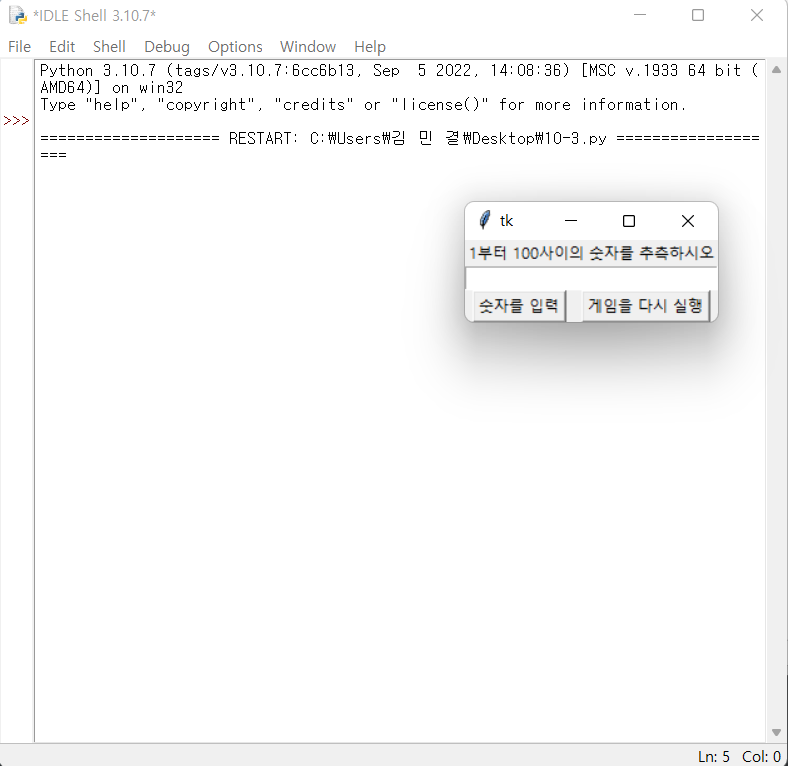 *IDLE Shell 3.10.7*
File Edit Shell Debug Options Window Help
Python 3.10.7 (tags/v3.10.7:6cc6b13, Sep  5 2022, 14:08:36) [MSC v.1933 64 bit (
AMD64)] on win32
Type "help", "copyright", "credits" or "license()" for more information.
>>>
==================== RESTART: C:₩Users₩김 민 결₩Desktop₩10-3.py ================
===
tk
1부터 100사이의 숫자를 추측하시오
숫자를 입력 게임을 다시 실행
Ln: 5 Col: 0